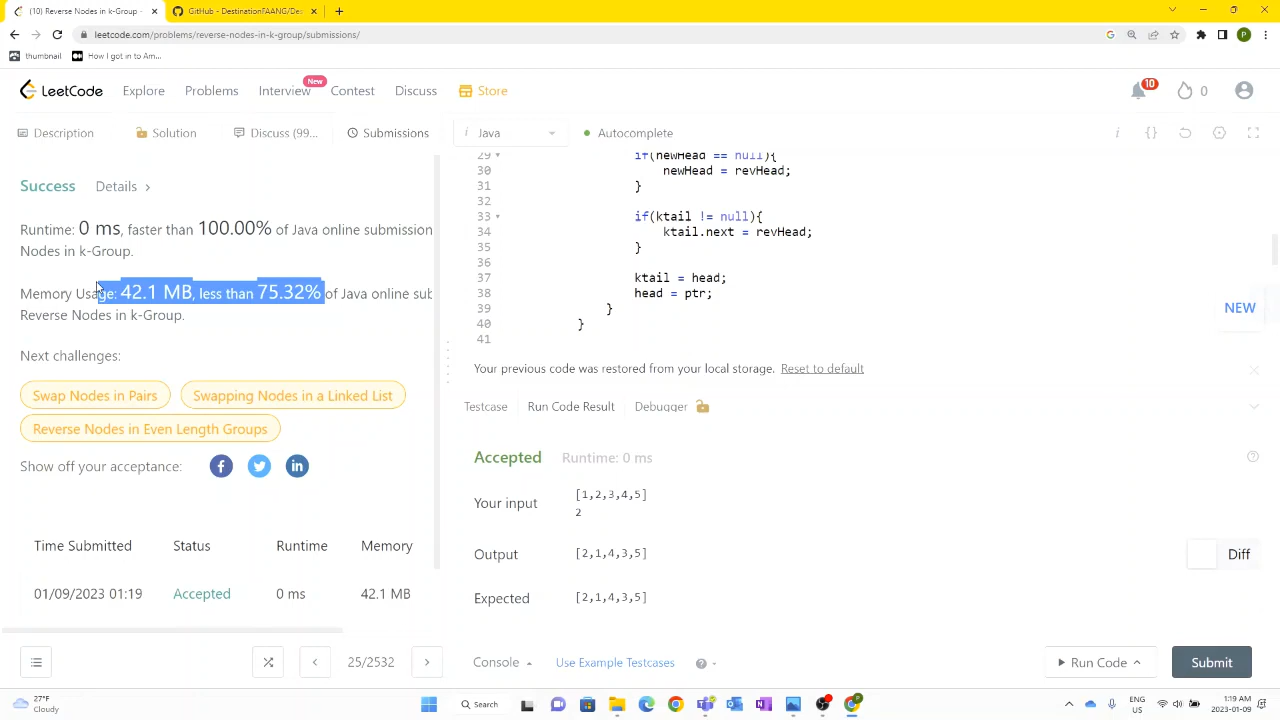 (10) Reverse Nodes in k-Group -
GitHub - DestinationFAANG/Des
leetcode.com/problems/reverse-nodes-in-k-group/submissions/
thumbnail
How I got in to Am...
LeetCode
Explore
Problems
Interview
New
Contest
Discuss
Store
10
0
Description
Solution
Discuss (99...
Submissions
i Java
Autocomplete
Success
Details
Runtime: 0 ms, faster than 100.00% of Java online submission
Nodes in k-Group.
Memory Usage: 42.1 MB, less than 75.32% of Java online sub
Reverse Nodes in k-Group.
Next challenges:
Swap Nodes in Pairs
Swapping Nodes in a Linked List
Reverse Nodes in Even Length Groups
Show off your acceptance:
Time Submitted
Status
Runtime
Memory
01/09/2023 01:19
Accepted
0 ms
42.1 MB
25/2532
29 if(newHead == null){
30 newHead = revHead;
31 }
32
33 if(ktail != null){
34 ktail.next = revHead;
35 }
36
37 ktail = head;
38 head = ptr;
39 }
40 }
41
NEW
Your previous code was restored from your local storage. Reset to default
Testcase
Run Code Result
Debugger
Accepted
Runtime: 0 ms
Your input
[1,2,3,4,5]
2
Output
[2,1,4,3,5]
Diff
Expected
[2,1,4,3,5]
Console
Use Example Testcases
Run Code
Submit
27°F
Cloudy
Search
ENG
US
1:19 AM
2023-01-09